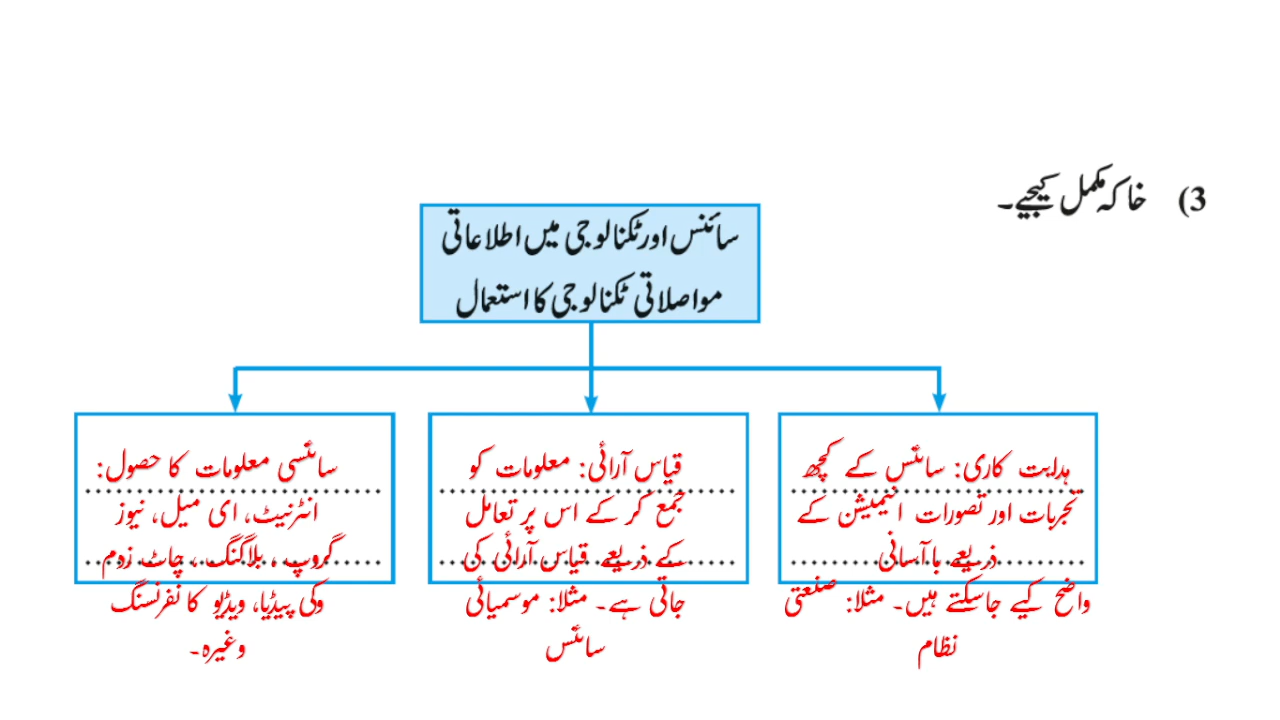 3) خاکہ مکمل کیجیے۔
سائنس اور ٹکنالوجی میں اطلاعاتی
مواصلاتی ٹکنالوجی کا استعمال
ہدایت کاری: سائنس کے کچھ
تجربات اور تصورات انیمیشن کے
ذریعے باآسانی
واضح کیے جاسکتے ہیں۔ مثلا: صنعتی
نظام
قیاس آرائی: معلومات کو
جمع کر کے اس پر تعامل
کے ذریعے قیاس آرائی کی
جاتی ہے۔ مثلا: موسمیاتی
سائنس
سائنسی معلومات کا حصول:
انٹرنیٹ، ای میل، نیوز
گروپ، بلاگنگ، چاٹ روم
وکی پیڈیا، ویڈیو کانفرنسنگ
وغیرہ۔